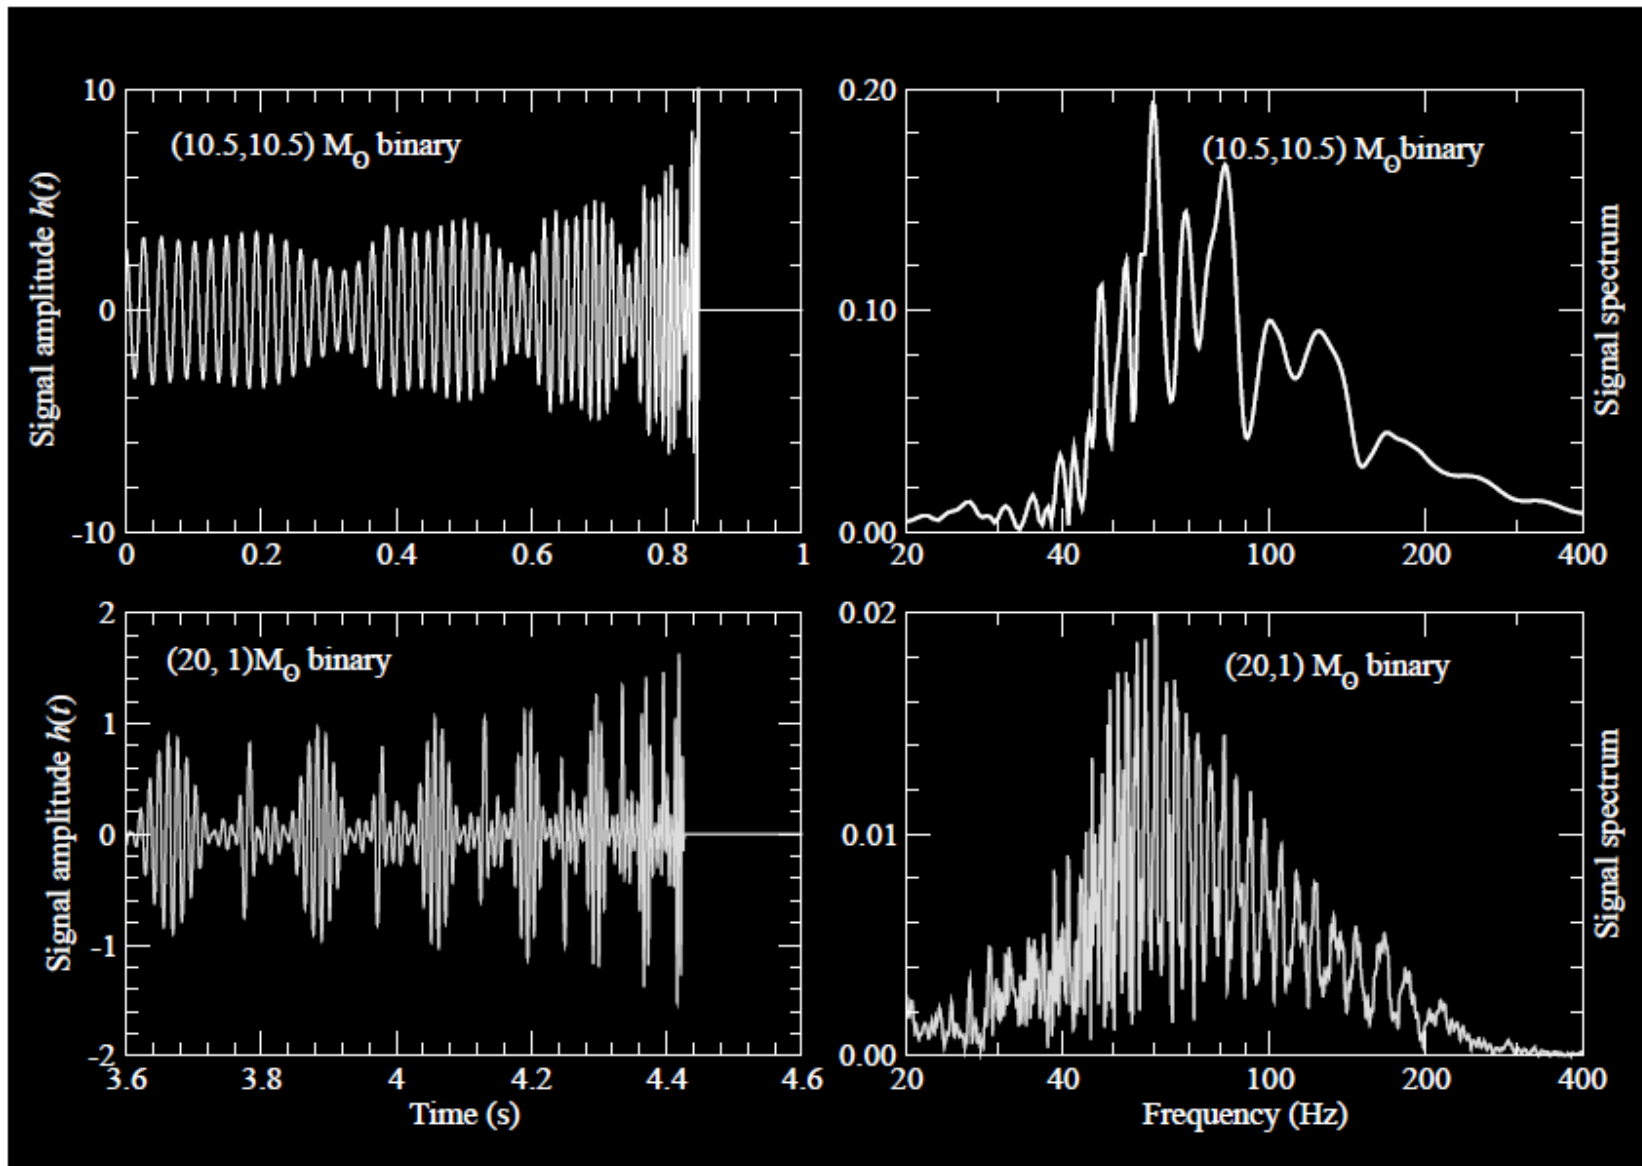 10
0
-10
0 0.2 0.4 0.6 0.8 1
Signal amplitude h(t)
(10.5,10.5) M⊙ binary
0.20
0.10
0.00
20 40 100 200 400
(10.5,10.5) M⊙binary
Signal spectrum
2
1
0
-1
-2
3.6 3.8 4 4.2 4.4 4.6
Signal amplitude h(t)
(20, 1)M⊙ binary
Time (s)
0.02
0.01
0.00
20 40 100 200 400
(20,1) M⊙ binary
Signal spectrum
Frequency (Hz)